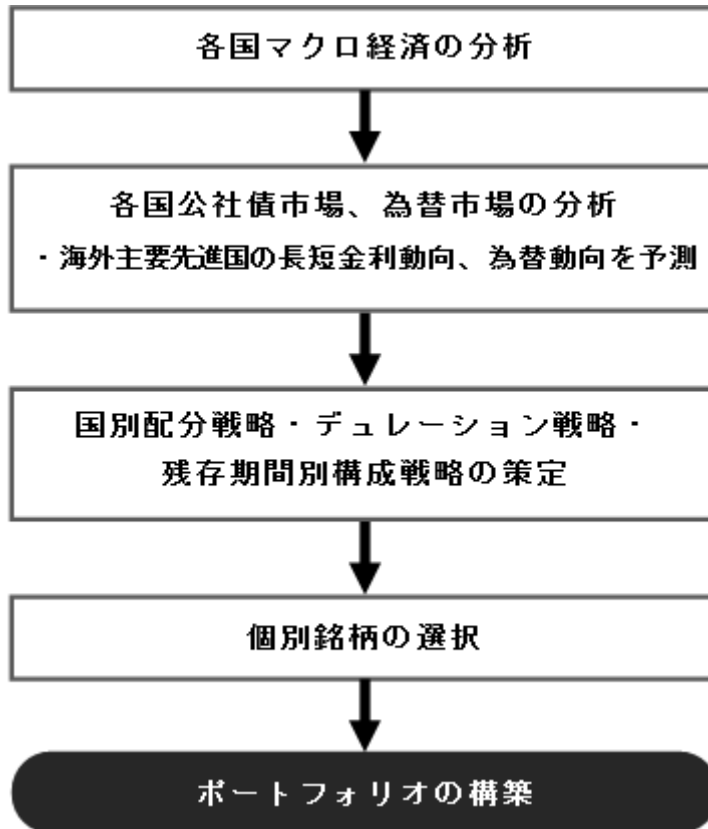 各国マクロ経済の分析
各国公社債市場、為替市場の分析
・海外主要先進国の長短金利動向、為替動向を予測
国別配分戦略・デュレーション戦略・
残存期間別構成戦略の策定
個別銘柄の選択
ポートフォリオの構築